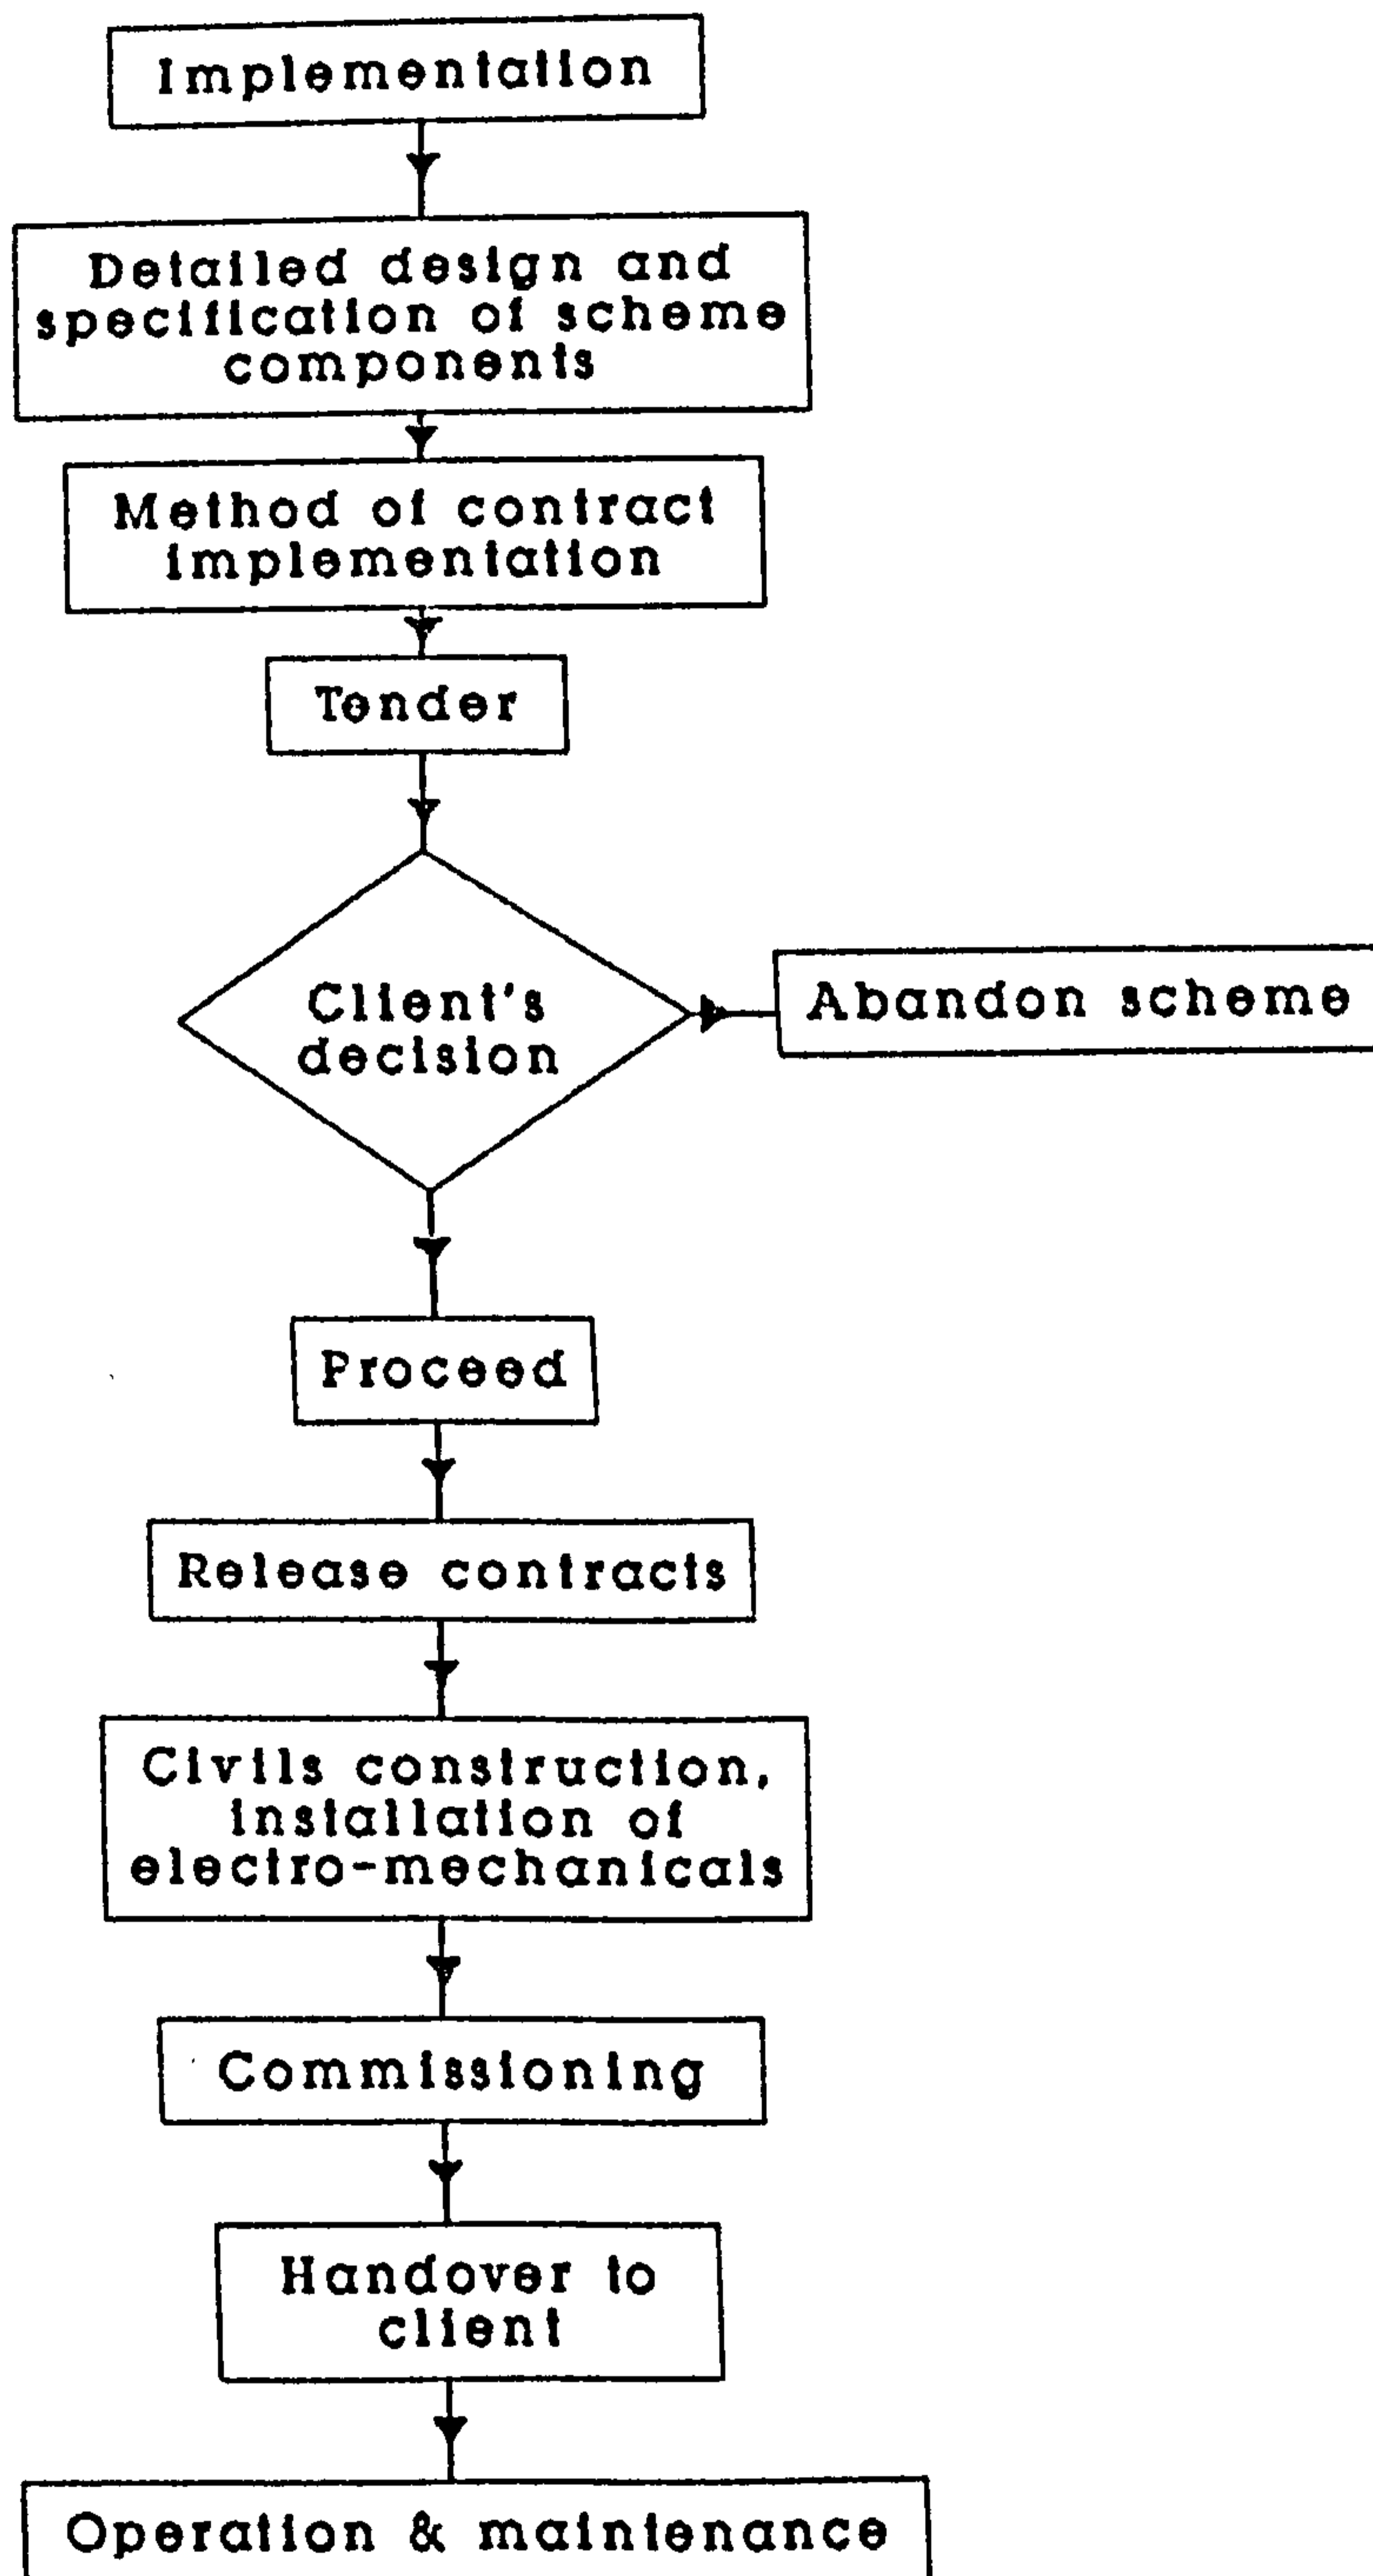 Implementation
Detailed design and
specification of scheme
components
Method of contract
implementation
Tender
Client's
decision
Abandon scheme
Proceed
Release contracts
Civils construction,
installation of
electro-mechanicals
Commissioning
Handover to
client
Operation & maintenance